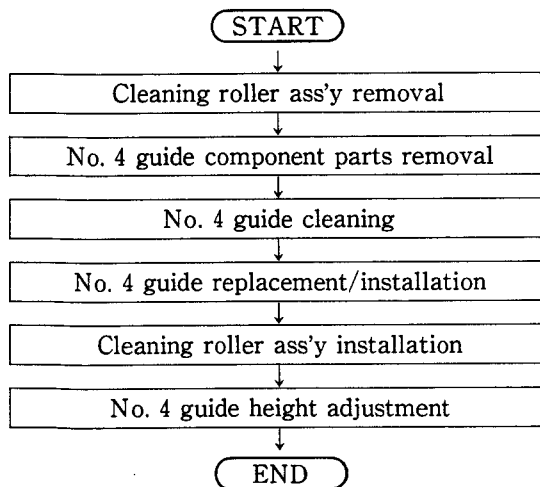 START
Cleaning roller ass'y removal
No. 4 guide component parts removal
No. 4 guide cleaning
No. 4 guide replacement/installation
Cleaning roller ass'y installation
No. 4 guide height adjustment
END